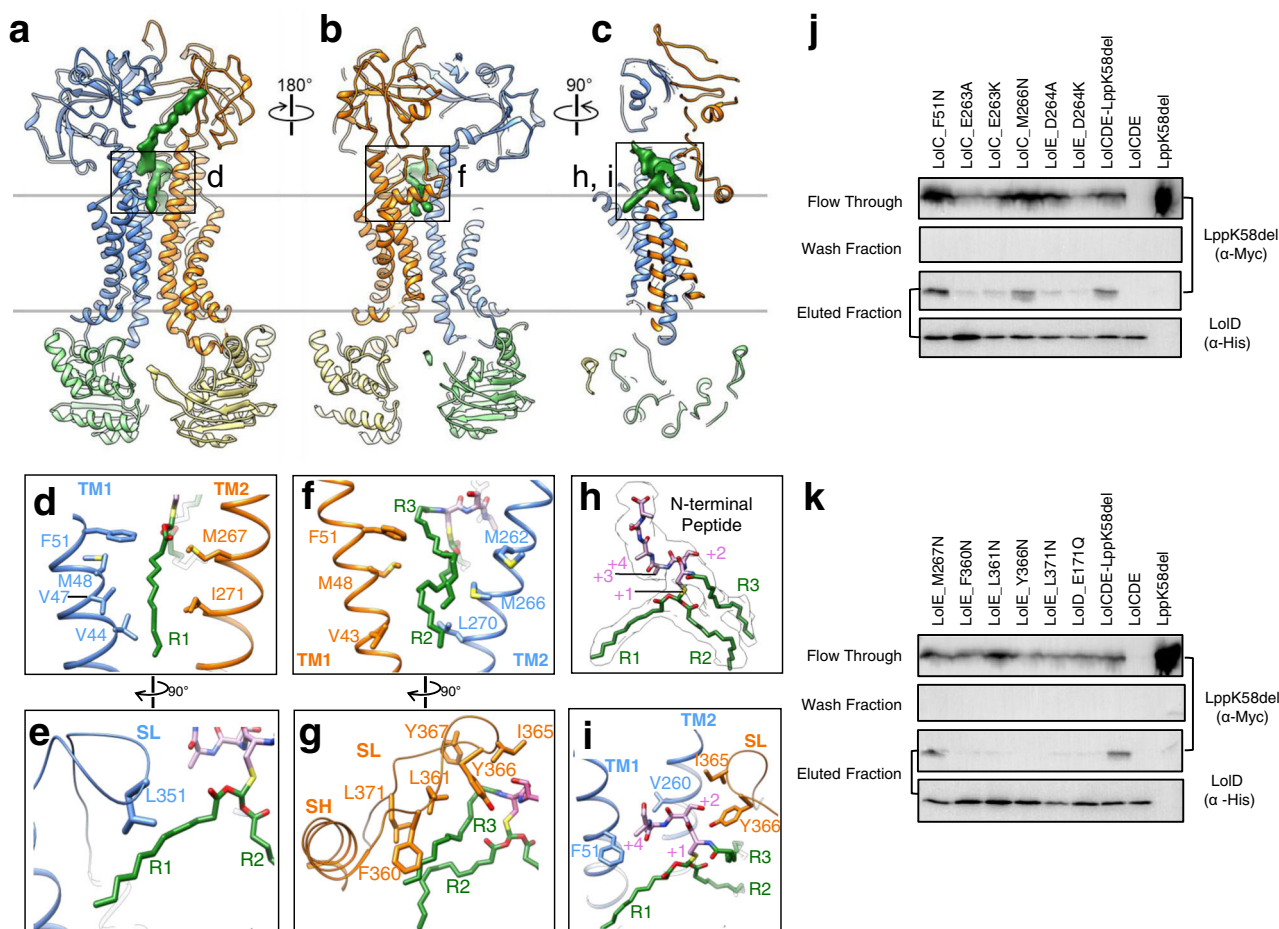 a
180°
d
b
90°
f
c
h, i
j
LolC_F51N
LolC_E263A
LolC_E263K
LolC_M266N
LolE_D264A
LolE_D264K
LolCDE-LppK58del
LolCDE
LppK58del
Flow Through
Wash Fraction
Eluted Fraction
LppK58del
(α-Myc)
LolD
(α-His)
d
TM1
TM2
F51
M267
M48
V47
I271
V44
R1
90°
f
R3
F51
M262
M48
M266
V43
R2
L270
TM1
TM2
90°
h
N-terminal
Peptide
+4
+3
+2
+1
R3
R1
R2
e
SL
L351
R1
R2
g
Y367
I365
SL
L361
Y366
L371
SH
R3
F360
R2
i
TM2
SL
TM1
I365
V260
+2
Y366
F51
+4
+1
R3
R2
R1
k
LolE_M267N
LolE_F360N
LolE_L361N
LolE_Y366N
LolE_L371N
LolD_E171Q
LolCDE-LppK58del
LolCDE
LppK58del
Flow Through
Wash Fraction
Eluted Fraction
LppK58del
(α-Myc)
LolD
(α -His)